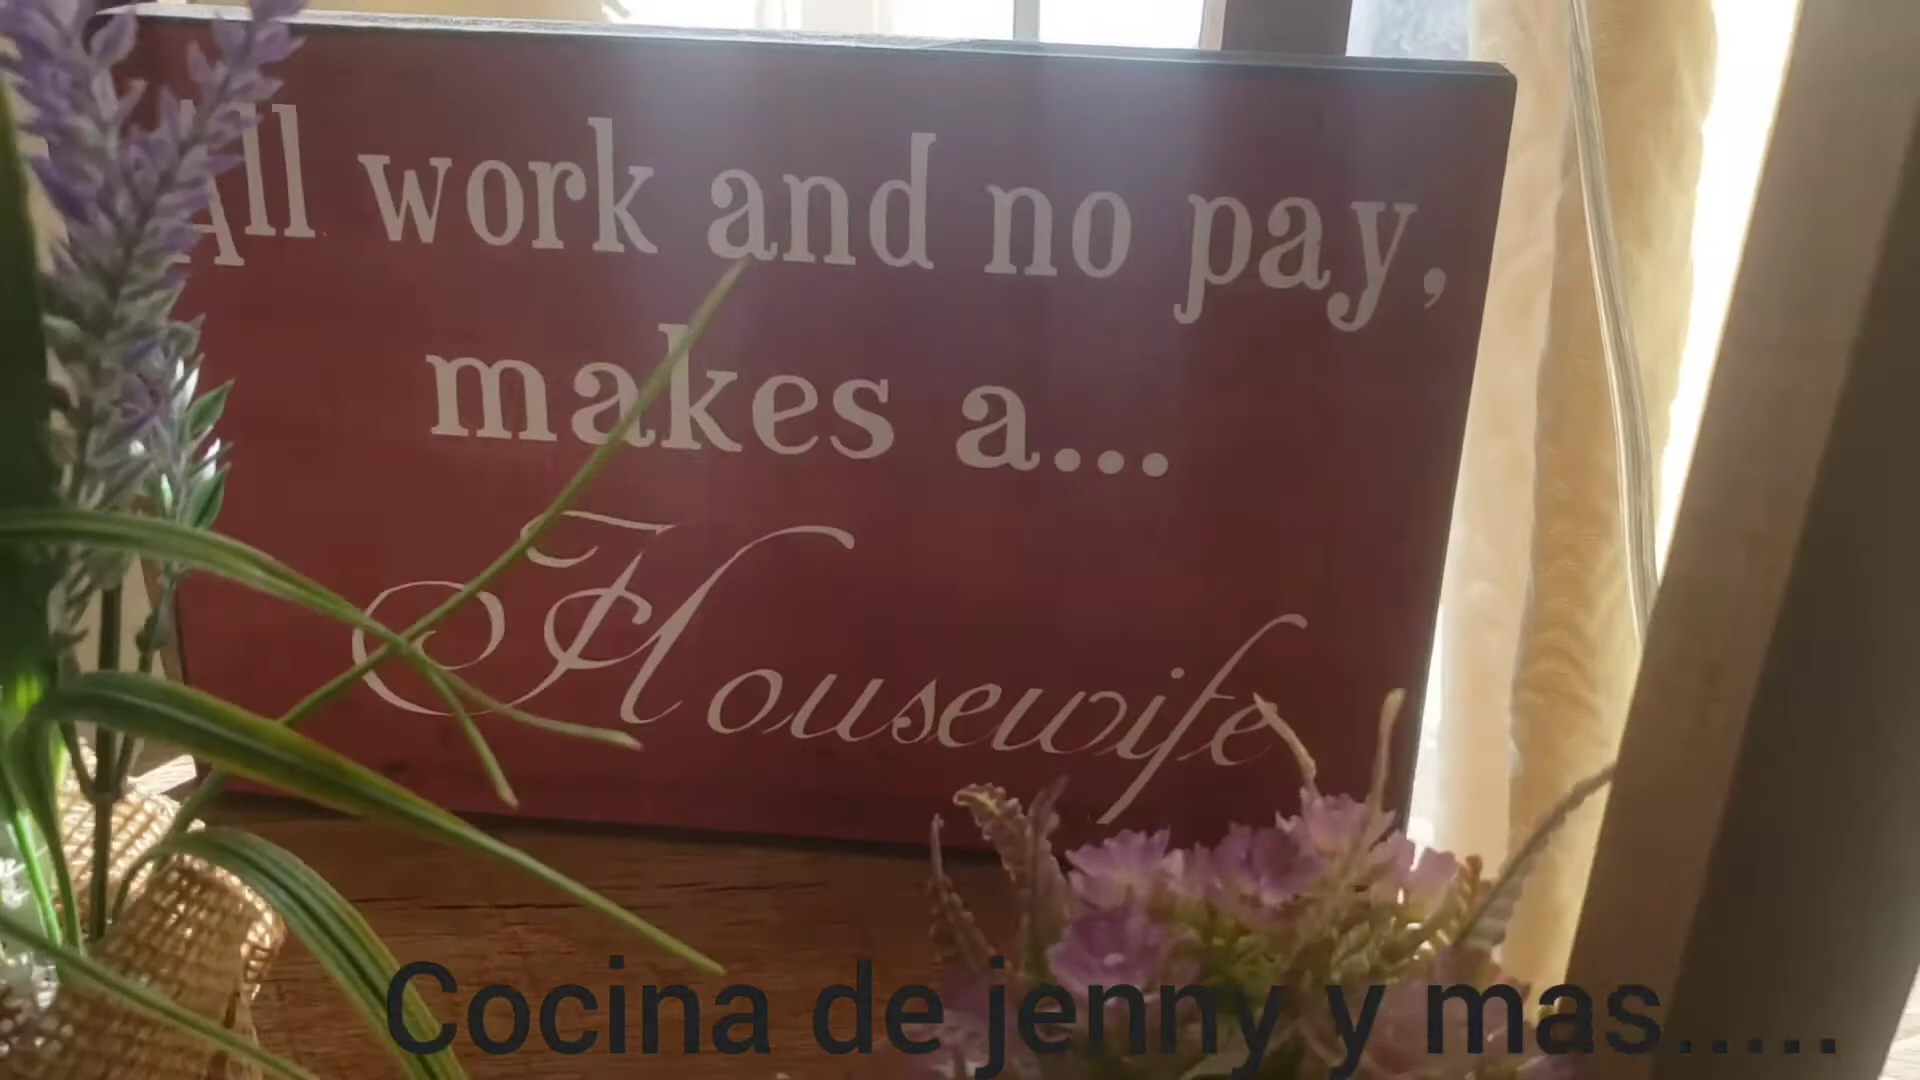 All work and no pay,
makes a...
Housewife
Cocina de jenny y mas.....